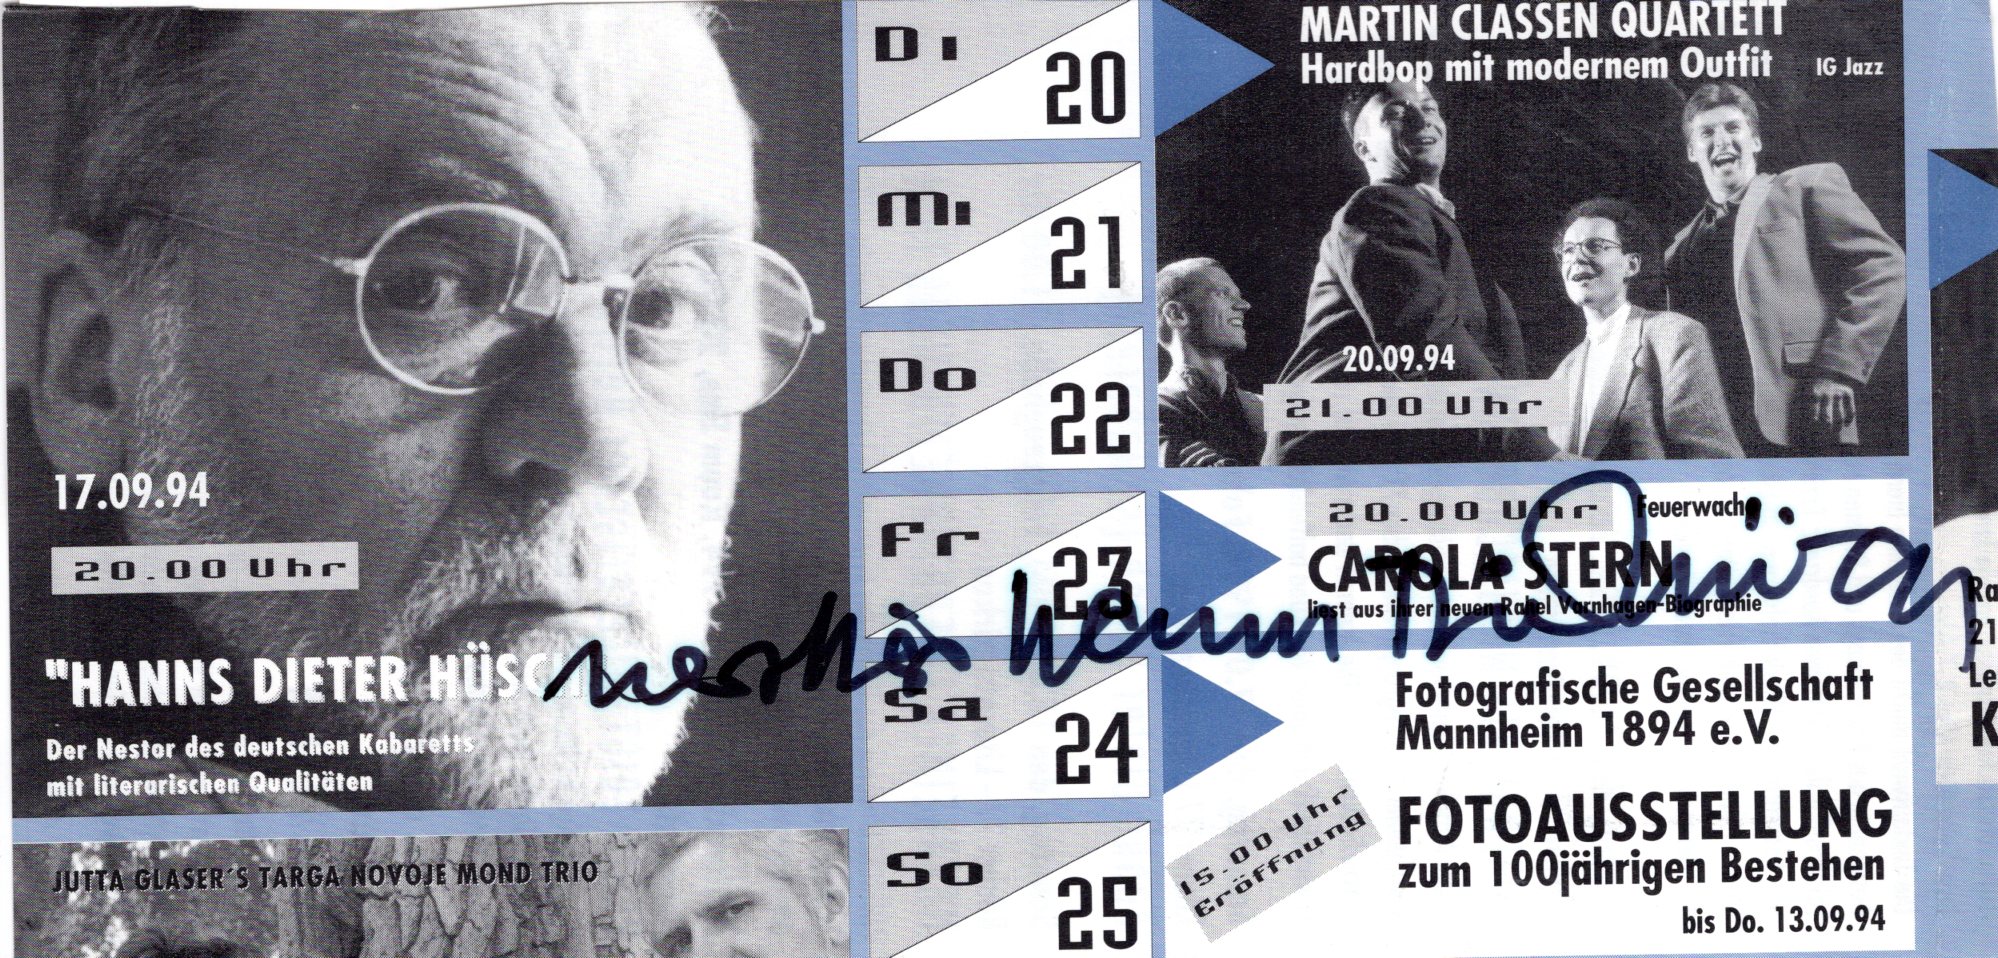 17.09.94
20.00 Uhr
"HANNS DIETER HÜSCH
Der Nestor des deutschen Kabaretts
mit literarischen Qualitäten
JUTTA GLASER´S TARGA NOVOJE MOND TRIO
Di 20
Mi 21
Do 22
Fr 23
Sa 24
So 25
MARTIN CLASSEN QUARTETT
Hardbop mit modernem Outfit IG Jazz
20.09.94
21.00 Uhr
20.00 Uhr Feuerwache
CAROLA STERN
liest aus ihrer neuen Rahel Varnhagen-Biographie
Fotografische Gesellschaft
Mannheim 1894 e.V.
15.00 Uhr
Eröffnung
FOTOAUSSTELLUNG
zum 100jährigen Bestehen
bis Do. 13.09.94
Ra
21
Le
K